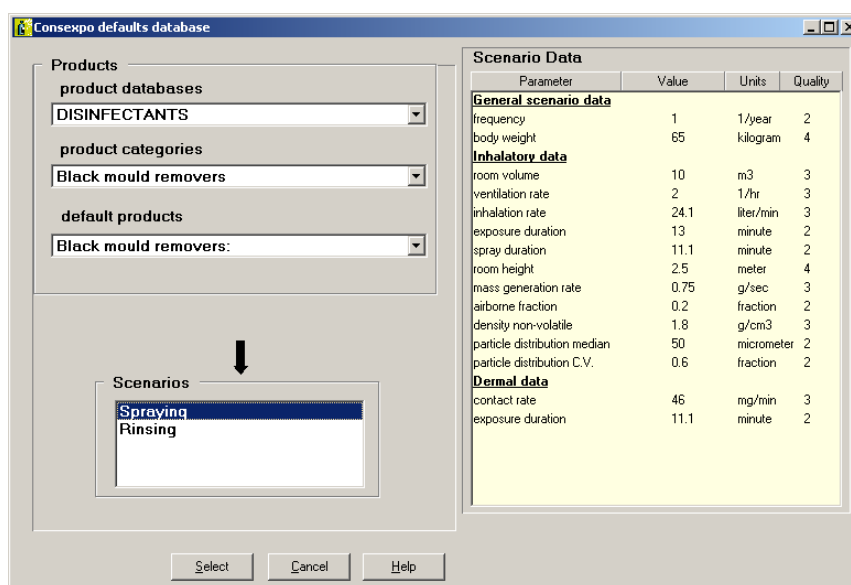 Consexpo defaults database
Products
product databases
DISINFECTANTS
product categories
Black mould removers
default products
Black mould removers:
Scenarios
Spraying
Rinsing
Select Cancel Help
Scenario Data
Parameter Value Units Quality
General scenario data
frequency 1 1/year 2
body weight 65 kilogram 4
Inhalatory data
room volume 10 m3 3
ventilation rate 2 1/hr 3
inhalation rate 24.1 liter/min 3
exposure duration 13 minute 2
spray duration 11.1 minute 2
room height 2.5 meter 4
mass generation rate 0.75 g/sec 3
airborne fraction 0.2 fraction 2
density non-volatile 1.8 g/cm3 3
particle distribution median 50 micrometer 2
particle distribution C.V. 0.6 fraction 2
Dermal data
contact rate 46 mg/min 3
exposure duration 11.1 minute 2